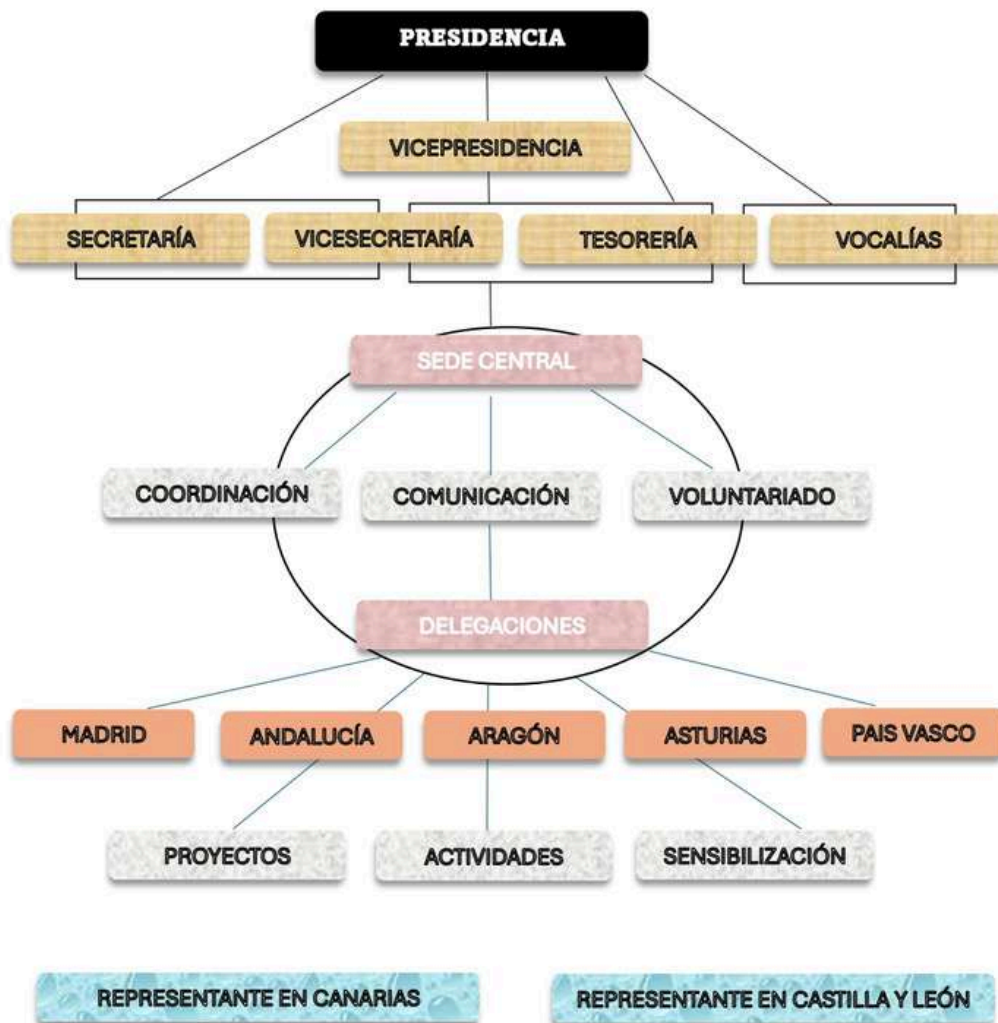 PRESIDENCIA
VICEPRESIDENCIA
SECRETARÍA
VICESECRETARÍA
TESORERÍA
VOCALÍAS
SEDE CENTRAL
COORDINACIÓN
COMUNICACIÓN
VOLUNTARIADO
DELEGACIONES
MADRID
ANDALUCÍA
ARAGÓN
ASTURIAS
PAIS VASCO
PROYECTOS
ACTIVIDADES
SENSIBILIZACIÓN
REPRESENTANTE EN CANARIAS
REPRESENTANTE EN CASTILLA Y LEÓN